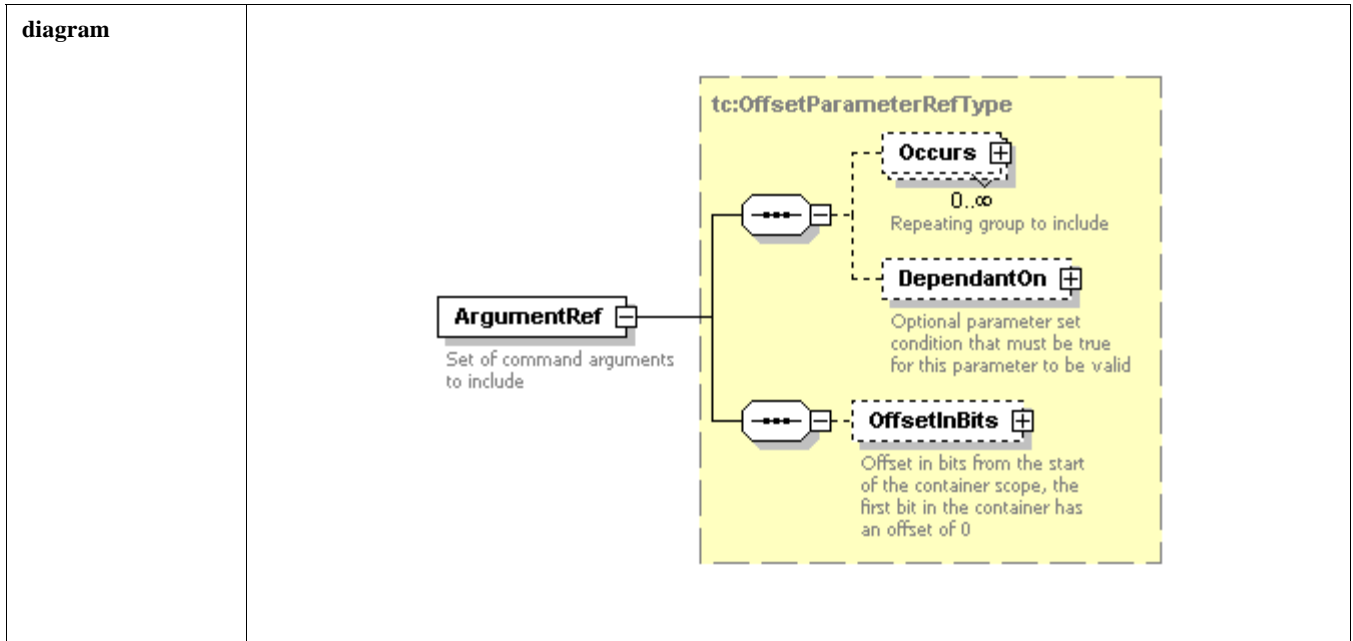 diagram
tc:OffsetParameterRefType
Occurs
0..∞
Repeating group to include
DependantOn
Optional parameter set
condition that must be true
for this parameter to be valid
ArgumentRef
Set of command arguments
to include
OffsetInBits
Offset in bits from the start
of the container scope, the
first bit in the container has
an offset of 0